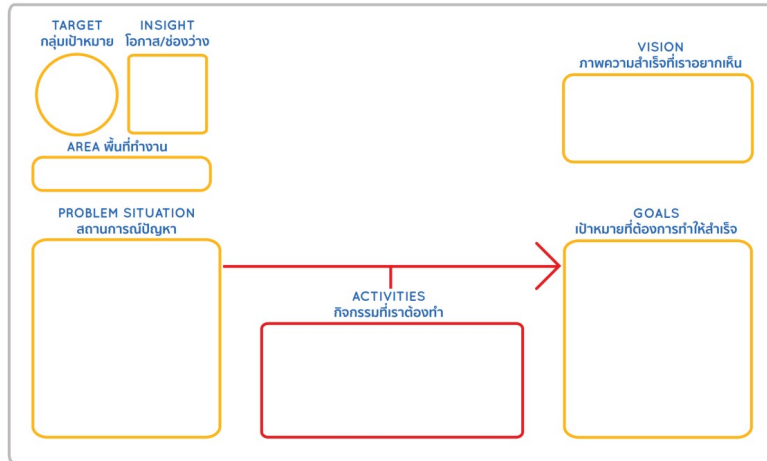 TARGET
กลุ่มเป้าหมาย
INSIGHT
โอกาส/ช่องว่าง
AREA พื้นที่ทำงาน
VISION
ภาพความสำเร็จที่เราอยากเห็น
PROBLEM SITUATION
สถานการณ์ปัญหา
ACTIVITIES
กิจกรรมที่เราต้องทำ
GOALS
เป้าหมายที่ต้องการทำให้สำเร็จ